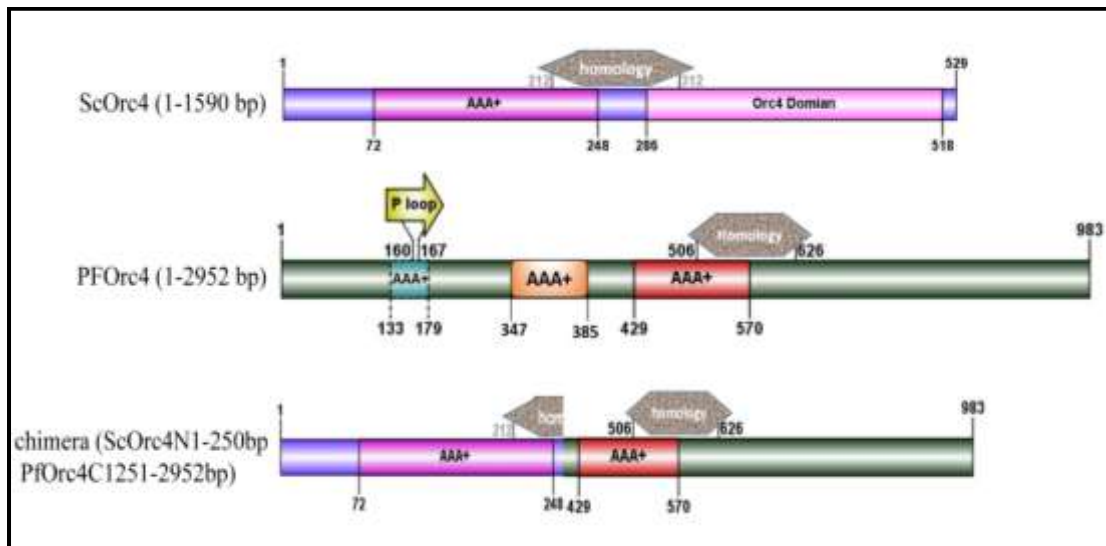 1 homology 529
212 312
ScOrc4 (1-1590 bp) AAA+ Orc4 Domian
72 248 286 518
P loop
1 160 167 506 Homology 626 983
PFOrc4 (1-2952 bp) AAA+ AAA+ AAA+
133 179 347 385 429 570
1 hom homology 983
212 506 626
chimera (ScOrc4N1-250bp AAA+ AAA+
PfOrc4C1251-2952bp)
72 248 429 570